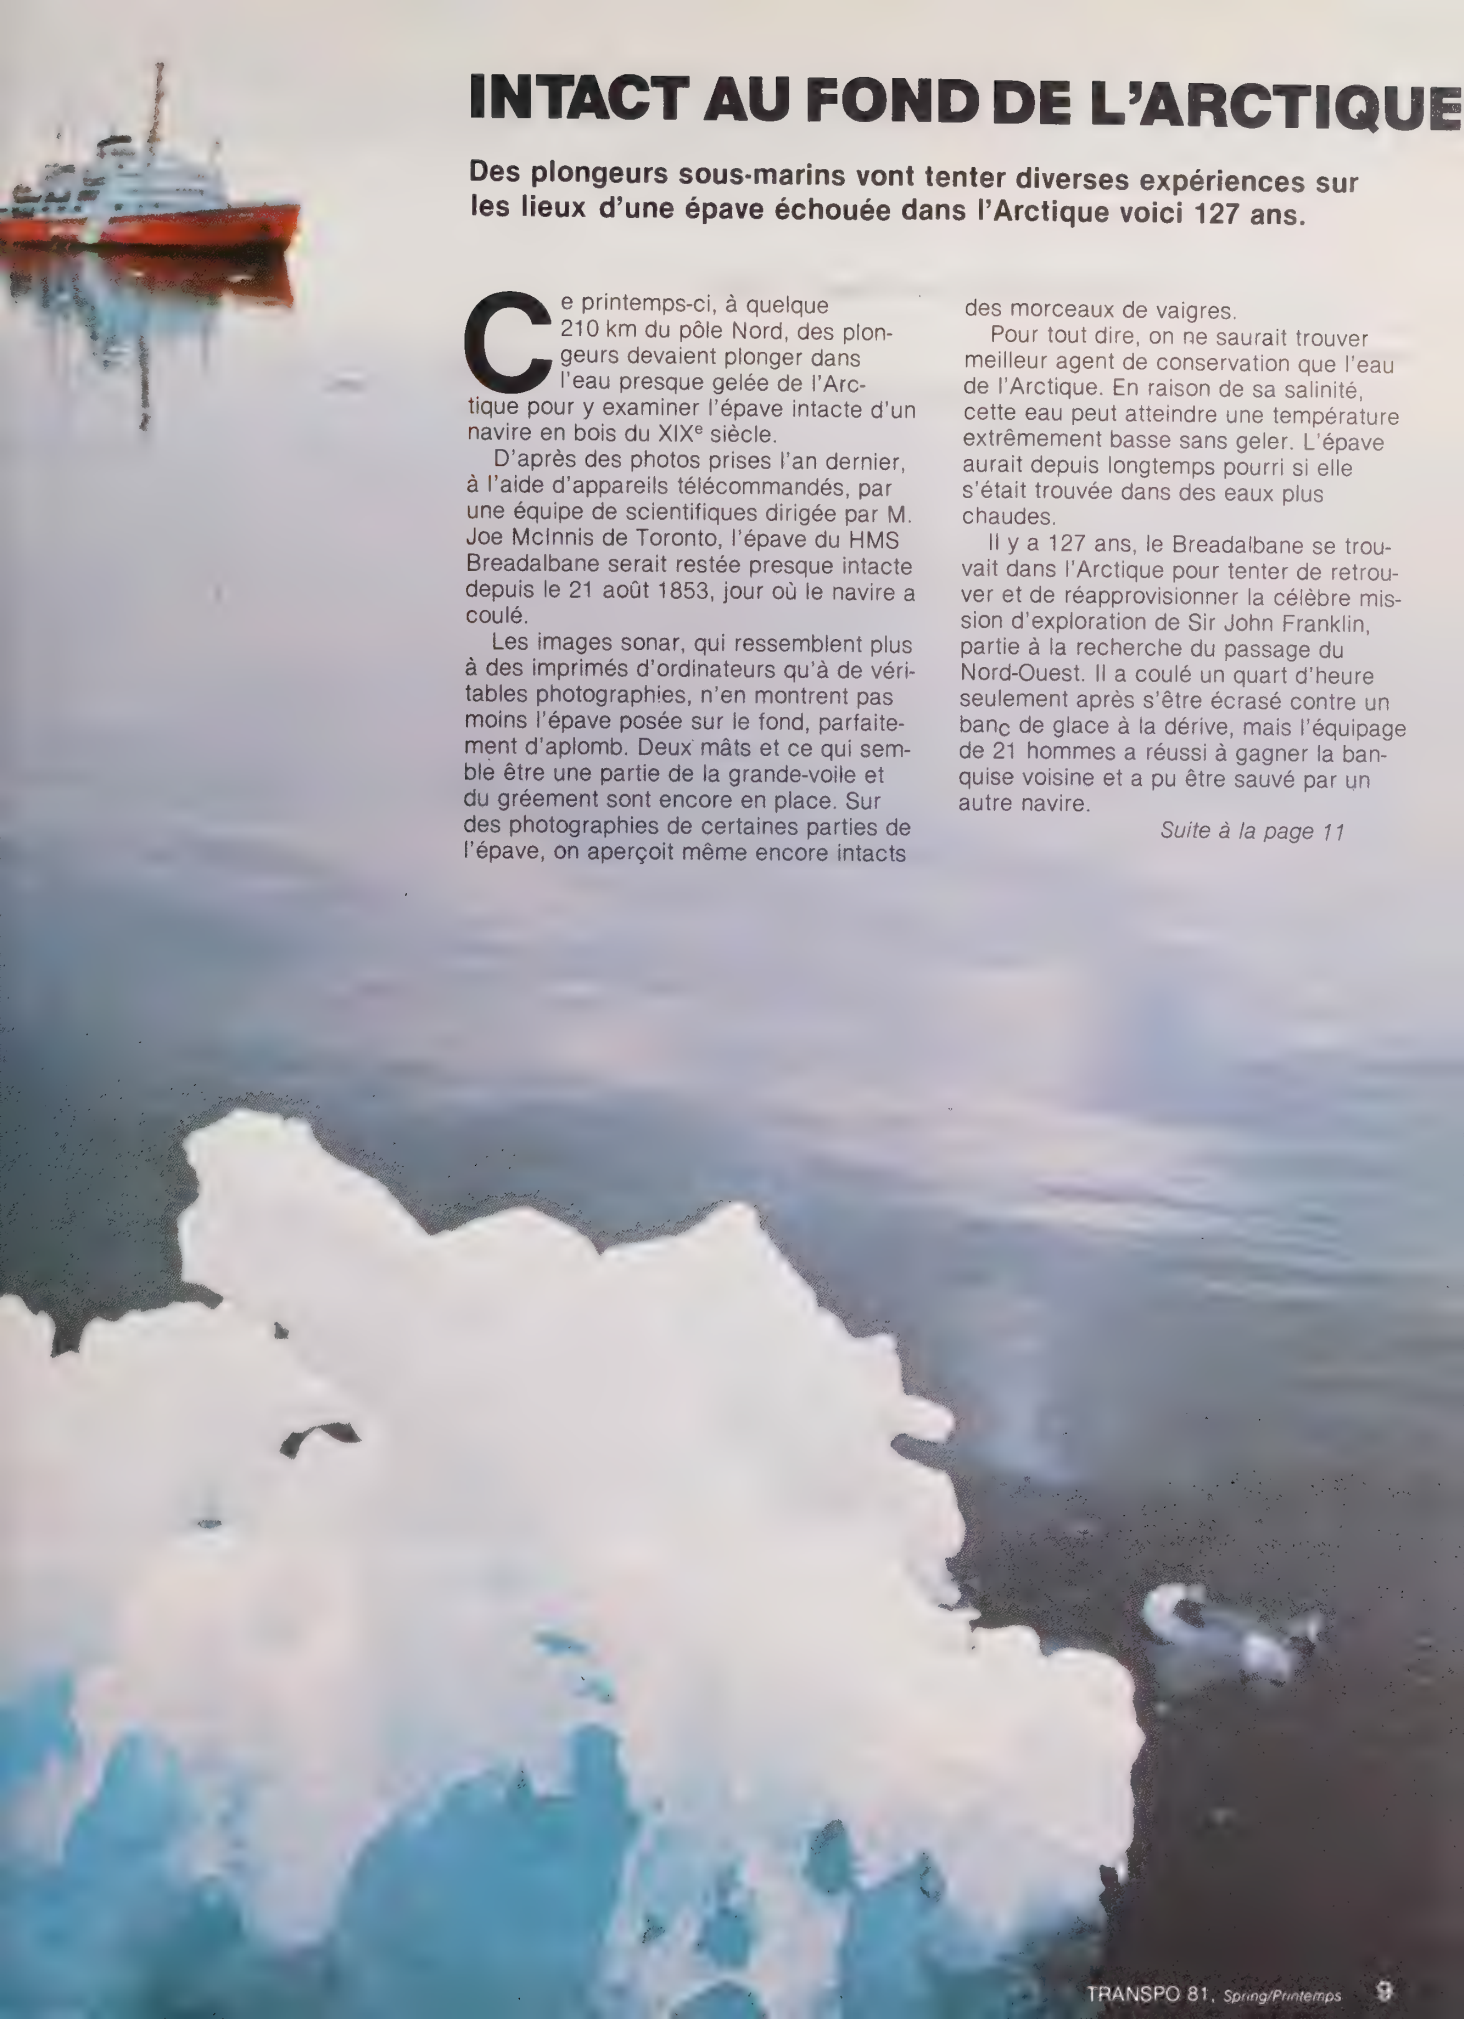 INTACT AU FOND DE L'ARCTIQUE
Des plongeurs sous-marins vont tenter diverses expériences sur
les lieux d'une épave échouée dans l'Arctique voici 127 ans.
Ce printemps-ci, à quelque
210 km du pôle Nord, des plon-
geurs devaient plonger dans
l'eau presque gelée de l'Arc-
tique pour y examiner l'épave intacte d'un
navire en bois du XIXe siècle.
D'après des photos prises l'an dernier,
à l'aide d'appareils télécommandés, par
une équipe de scientifiques dirigée par M.
Joe McInnis de Toronto, l'épave du HMS
Breadalbane serait restée presque intacte
depuis le 21 août 1853, jour où le navire a
coulé.
Les images sonar, qui ressemblent plus
à des imprimés d'ordinateurs qu'à de véri-
tables photographies, n'en montrent pas
moins l'épave posée sur le fond, parfaite-
ment d'aplomb. Deux mâts et ce qui sem-
ble être une partie de la grande-voile et
du gréement sont encore en place. Sur
des photographies de certaines parties de
l'épave, on aperçoit même encore intacts
des morceaux de vaigres.
Pour tout dire, on ne saurait trouver
meilleur agent de conservation que l'eau
de l'Arctique. En raison de sa salinité,
cette eau peut atteindre une température
extrêmement basse sans geler. L'épave
aurait depuis longtemps pourri si elle
s'était trouvée dans des eaux plus
chaudes.
Il y a 127 ans, le Breadalbane se trou-
vait dans l'Arctique pour tenter de retrou-
ver et de réapprovisionner la célèbre mis-
sion d'exploration de Sir John Franklin,
partie à la recherche du passage du
Nord-Ouest. Il a coulé un quart d'heure
seulement après s'être écrasé contre un
banc de glace à la dérive, mais l'équipage
de 21 hommes a réussi à gagner la ban-
quise voisine et a pu être sauvé par un
autre navire.
Suite à la page 11
TRANSPO 81, Spring/Printemps 9